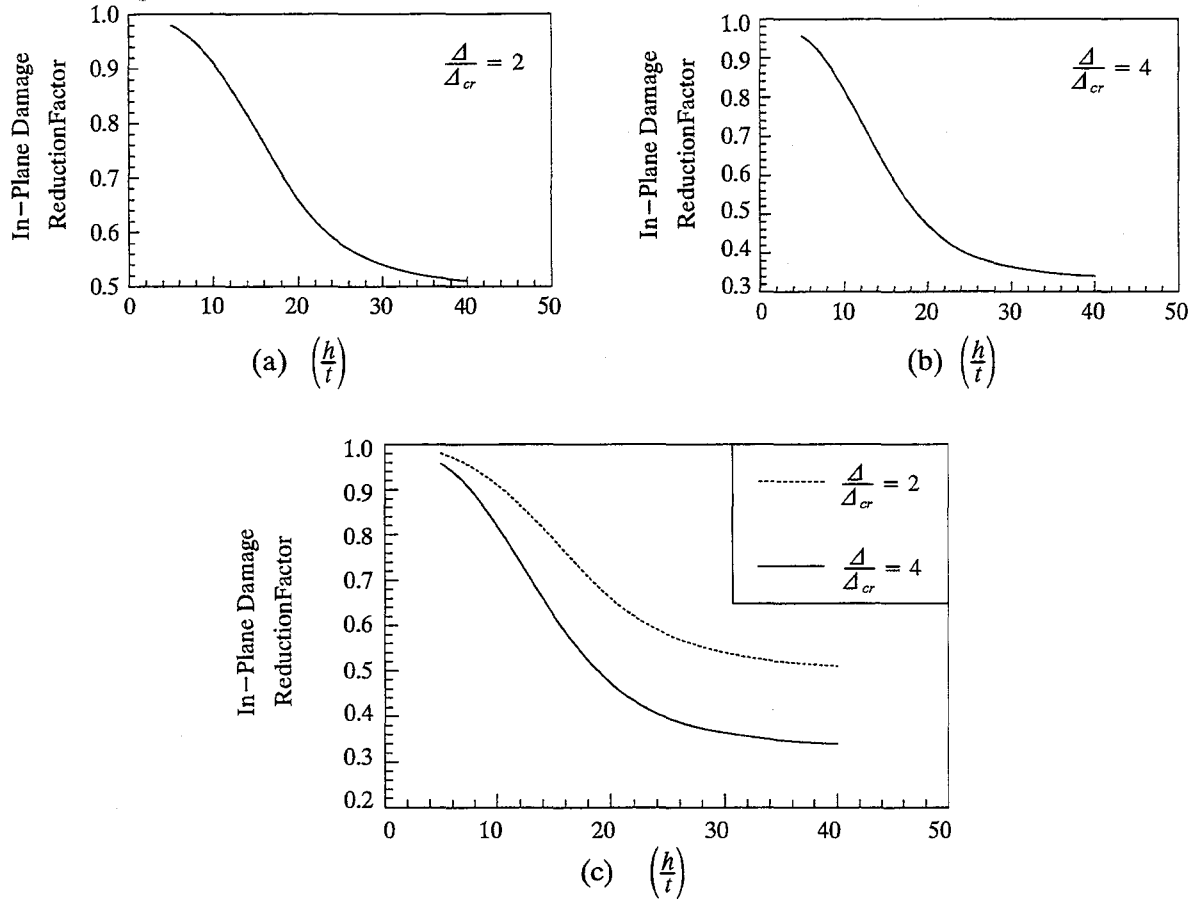 In-Plane Damage
ReductionFactor
1.0
0.9
0.8
0.7
0.6
0.5
0 10 20 30 40 50
Δ/Δcr = 2
(a) (h/t)
In-Plane Damage
ReductionFactor
1.0
0.9
0.8
0.7
0.6
0.5
0.4
0.3
0 10 20 30 40 50
Δ/Δcr = 4
(b) (h/t)
In-Plane Damage
ReductionFactor
1.0
0.9
0.8
0.7
0.6
0.5
0.4
0.3
0.2
0 10 20 30 40 50
Δ/Δcr = 2
Δ/Δcr = 4
(c) (h/t)